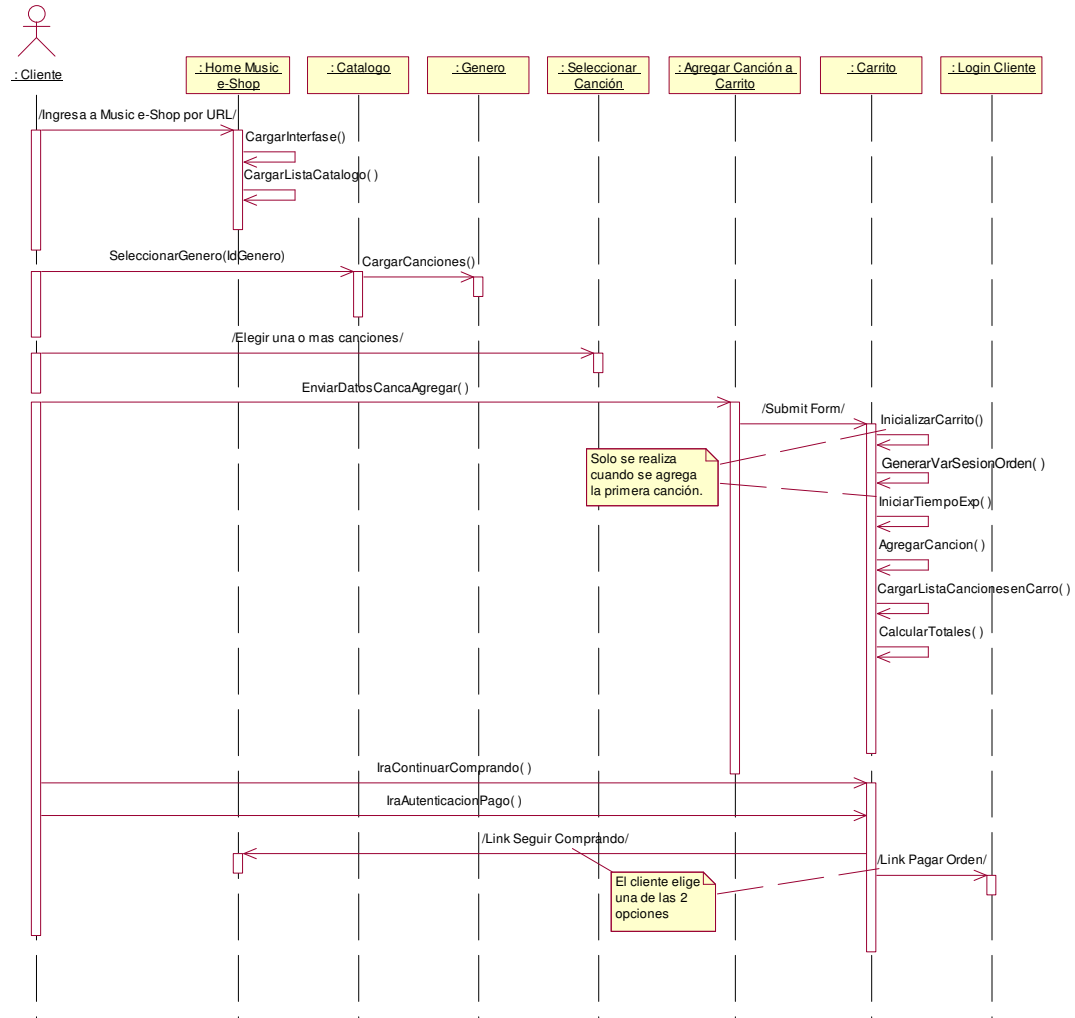 : Cliente
: Home Music
e-Shop
: Catalogo
: Genero
: Seleccionar
Canción
: Agregar Canción a
Carrito
: Carrito
: Login Cliente
/Ingresa a Music e-Shop por URL/
CargarInterfase()
CargarListaCatalogo( )
SeleccionarGenero(IdGenero)
CargarCanciones()
/Elegir una o mas canciones/
EnviarDatosCancaAgregar( )
/Submit Form/
InicializarCarrito()
Solo se realiza
cuando se agrega
la primera canción.
GenerarVarSesionOrden( )
IniciarTiempoExp( )
AgregarCancion( )
CargarListaCancionesenCarro( )
CalcularTotales( )
IraContinuarComprando( )
IraAutenticacionPago( )
/Link Seguir Comprando/
/Link Pagar Orden/
El cliente elige
una de las 2
opciones